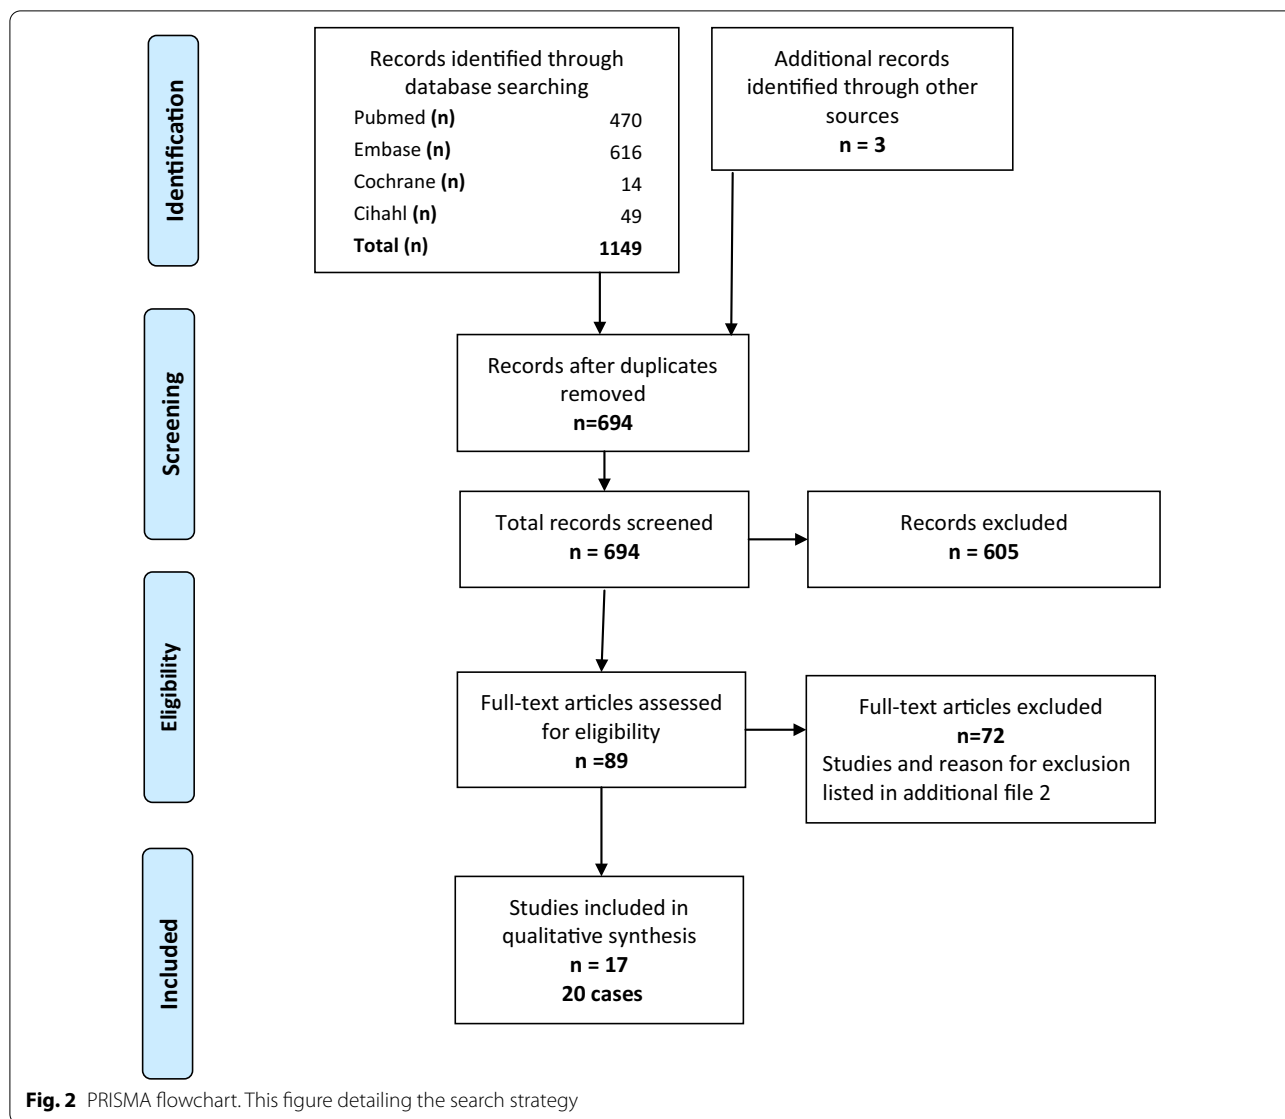 Identification
Records identified through
database searching
Pubmed (n) 470
Embase (n) 616
Cochrane (n) 14
Cihahl (n) 49
Total (n) 1149
Additional records
identified through other
sources
n = 3
Screening
Records after duplicates
removed
n=694
Total records screened
n = 694
Records excluded
n = 605
Eligibility
Full-text articles assessed
for eligibility
n =89
Full-text articles excluded
n=72
Studies and reason for exclusion
listed in additional file 2
Included
Studies included in
qualitative synthesis
n = 17
20 cases
Fig. 2 PRISMA flowchart. This figure detailing the search strategy